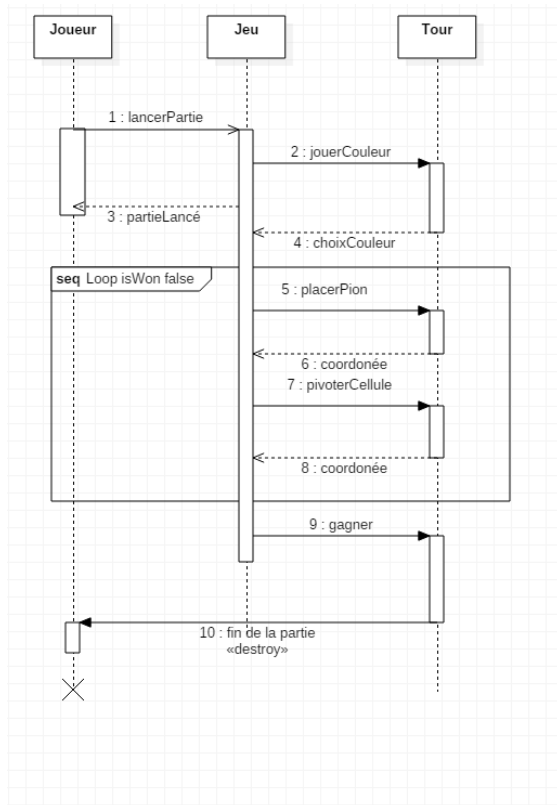 Joueur
Jeu
Tour
1 : lancerPartie
2 : jouerCouleur
3 : partieLancé
4 : choixCouleur
seq Loop isWon false
5 : placerPion
6 : coordonée
7 : pivoterCellule
8 : coordonée
9 : gagner
10 : fin de la partie
«destroy»